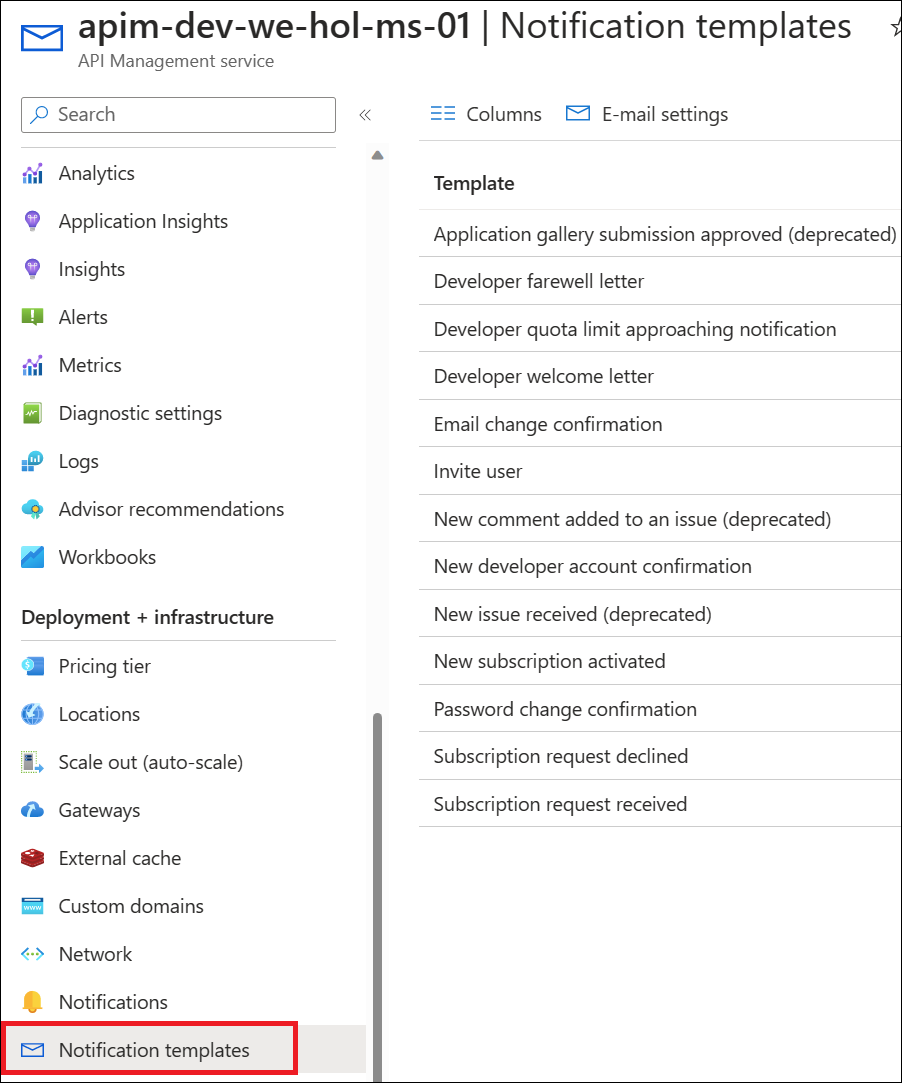 apim-dev-we-hol-ms-01 | Notification templates
API Management service
Search
Analytics
Application Insights
Insights
Alerts
Metrics
Diagnostic settings
Logs
Advisor recommendations
Workbooks
Deployment + infrastructure
Pricing tier
Locations
Scale out (auto-scale)
Gateways
External cache
Custom domains
Network
Notifications
Notification templates
Columns
E-mail settings
Template
Application gallery submission approved (deprecated)
Developer farewell letter
Developer quota limit approaching notification
Developer welcome letter
Email change confirmation
Invite user
New comment added to an issue (deprecated)
New developer account confirmation
New issue received (deprecated)
New subscription activated
Password change confirmation
Subscription request declined
Subscription request received